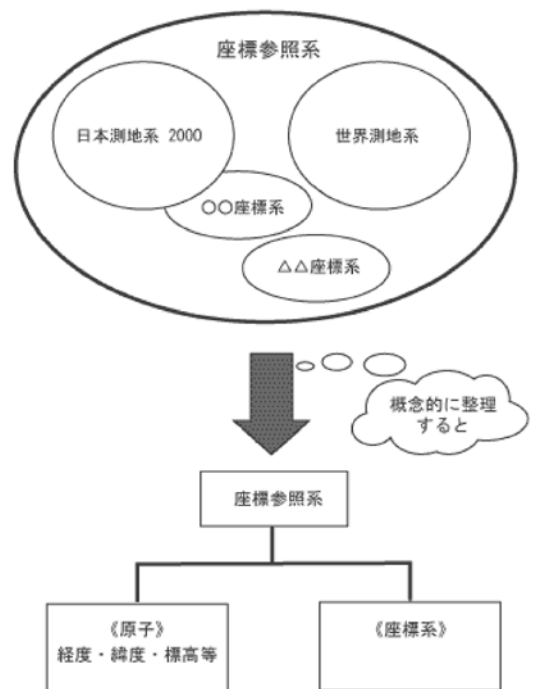 座標参照系
日本測地系 2000
世界測地系
○○座標系
△△座標系
概念的に整理
すると
座標参照系
《原子》
経度・緯度・標高等
《座標系》